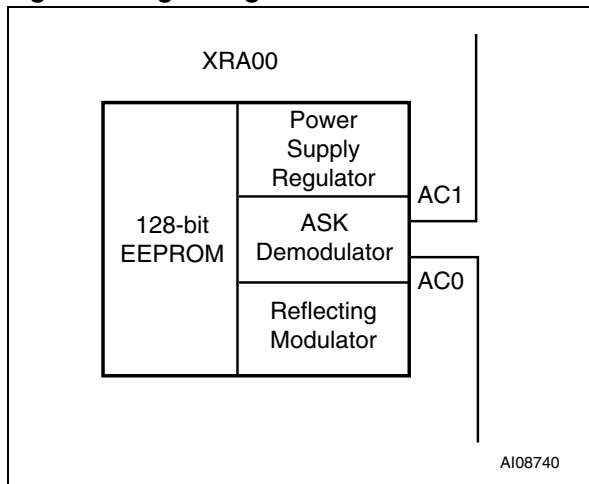 XRA00
Power
Supply
Regulator
AC1
128-bit
EEPROM
ASK
Demodulator
AC0
Reflecting
Modulator
AI08740